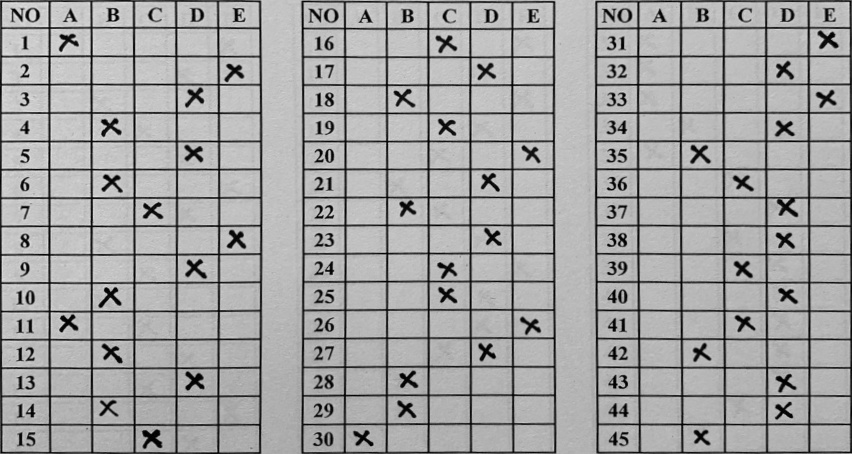 NO A B C D E NO A B C D E NO A B C D E
1 X 16 X 31 X
2 X 17 X 32 X
3 X 18 X 33 X
4 X 19 X 34 X
5 X 20 X 35 X
6 X 21 X 36 X
7 X 22 X 37 X
8 X 23 X 38 X
9 X 24 X 39 X
10 X 25 X 40 X
11 X 26 X 41 X
12 X 27 X 42 X
13 X 28 X 43 X
14 X 29 X 44 X
15 X 30 X 45 X